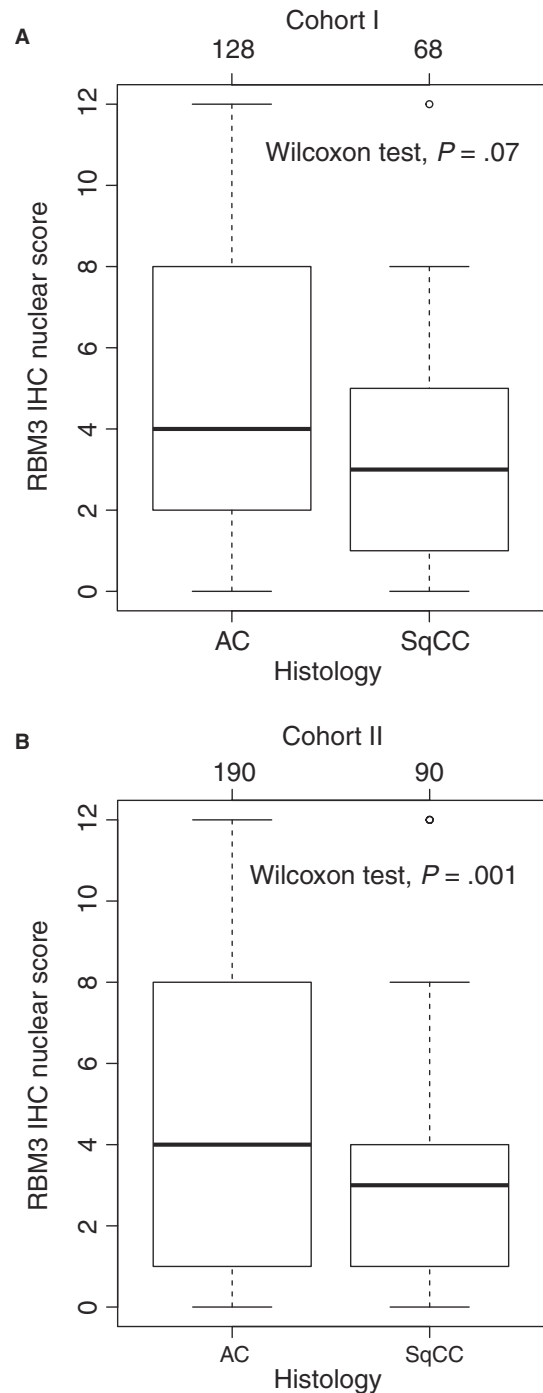 A
Cohort I
128 68
12
10
8
6
4
2
0
RBM3 IHC nuclear score
Wilcoxon test, P = .07
AC SqCC
Histology
B
Cohort II
190 90
12
10
8
6
4
2
0
RBM3 IHC nuclear score
Wilcoxon test, P = .001
AC SqCC
Histology